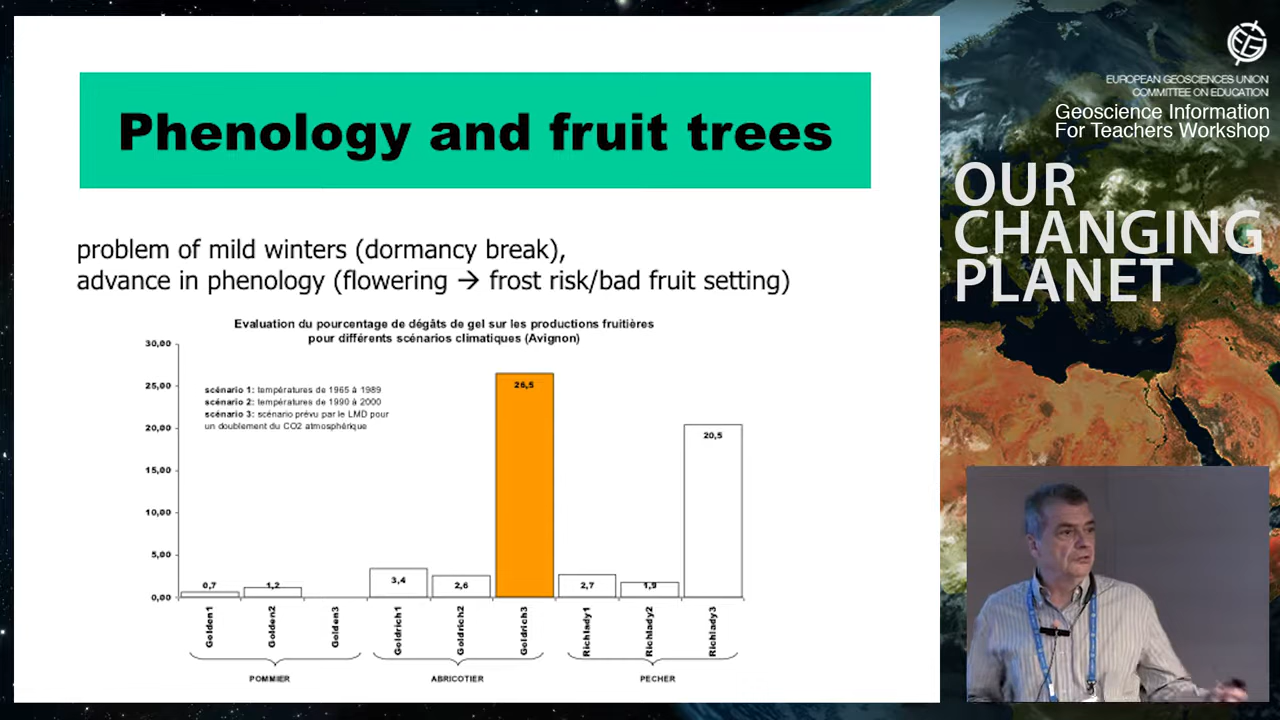 Phenology and fruit trees
problem of mild winters (dormancy break),
advance in phenology (flowering → frost risk/bad fruit setting)
Evaluation du pourcentage de dégâts de gel sur les productions fruitières
pour différents scénarios climatiques (Avignon)
30,00
25,00
20,00
15,00
10,00
5,00
0,00
scénario 1: températures de 1965 à 1989
scénario 2: températures de 1990 à 2000
scénario 3: scénario prévu par le LMD pour
un doublement du CO2 atmosphérique
0,7
1,2
3,4
2,6
26,5
2,7
1,9
20,5
Golden1
Golden2
Golden3
Goldrich1
Goldrich2
Goldrich3
Richlady1
Richlady2
Richlady3
POMMIER
ABRICOTIER
PECHER
EGU
EUROPEAN GEOSCIENCES UNION
COMMITTEE ON EDUCATION
Geoscience Information
For Teachers Workshop
OUR
CHANGING
PLANET